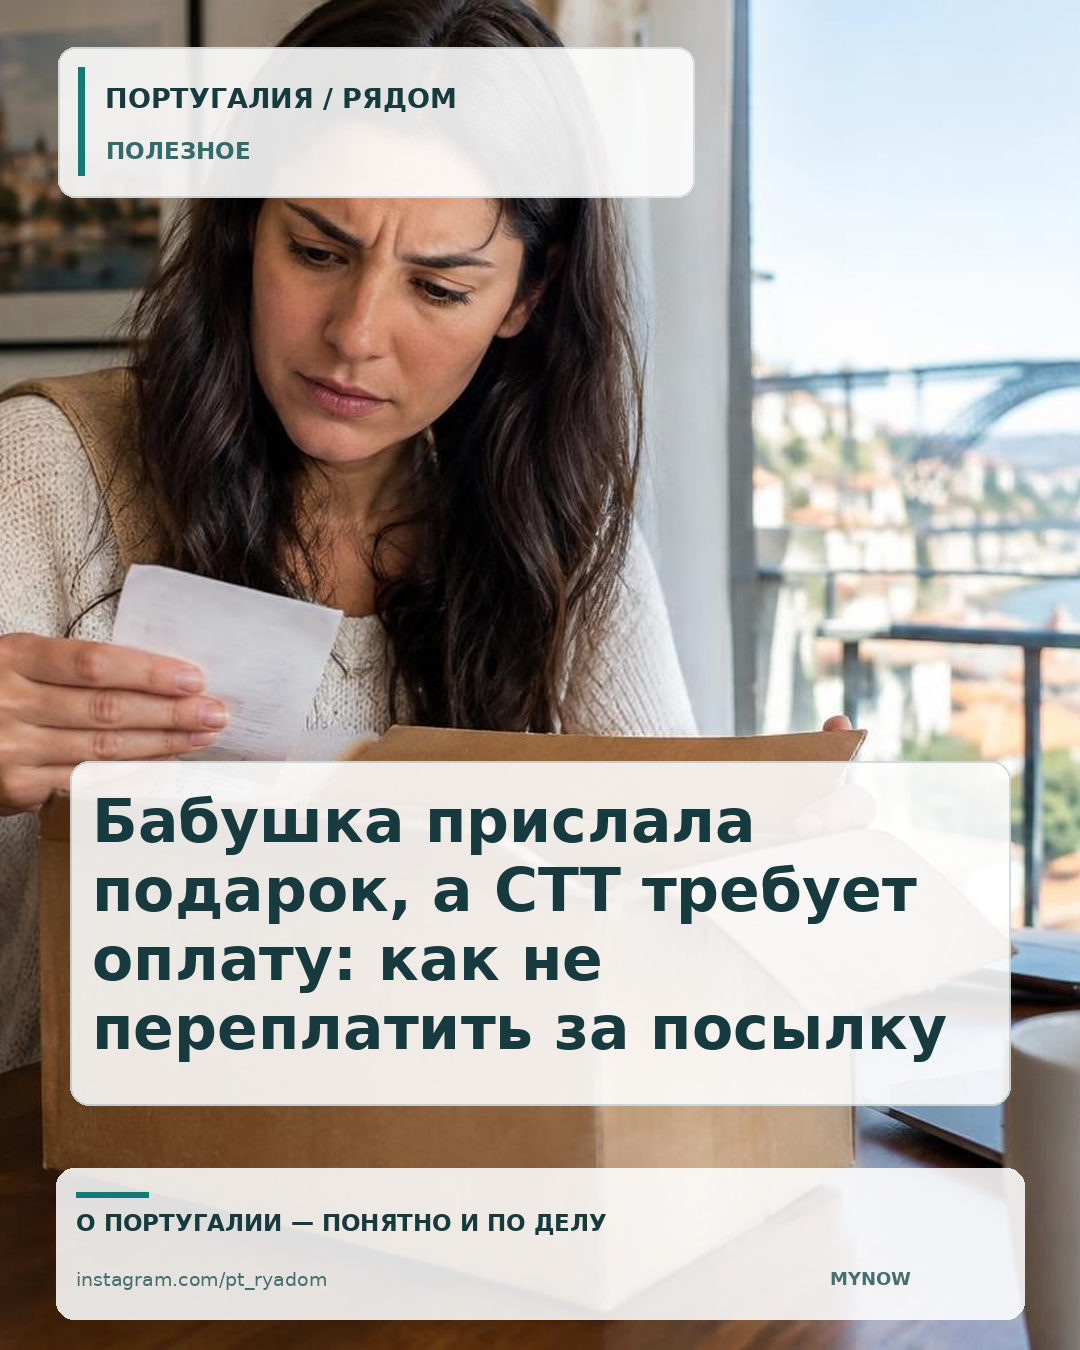 ПОРТУГАЛИЯ / РЯДОМ
ПОЛЕЗНОЕ
Бабушка прислала
подарок, а СТТ требует
оплату: как не
переплатить за посылку
О ПОРТУГАЛИИ — ПОНЯТНО И ПО ДЕЛУ
instagram.com/pt_ryadom
MYNOW